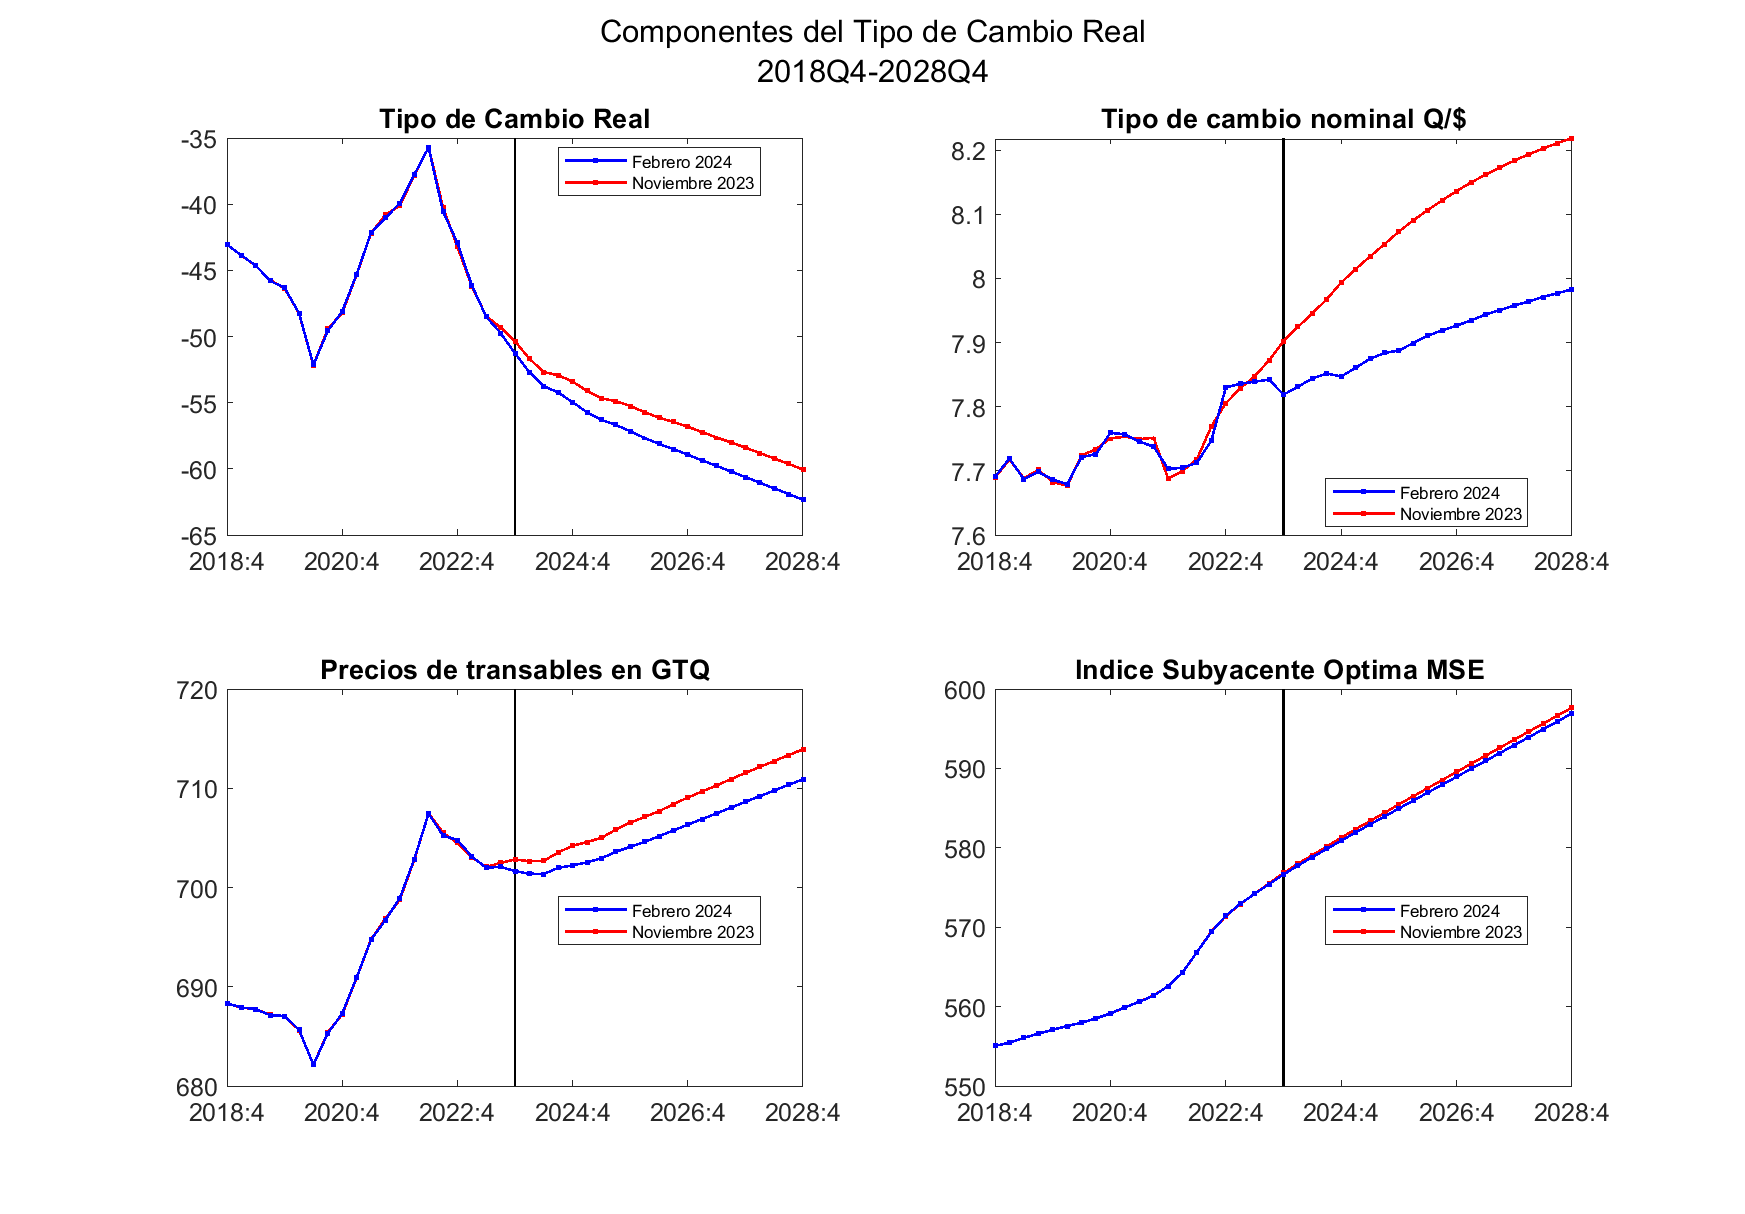 Componentes del Tipo de Cambio Real
2018Q4-2028Q4
Tipo de Cambio Real
-35
-40
-45
-50
-55
-60
-65
2018:4 2020:4 2022:4 2024:4 2026:4 2028:4
Febrero 2024
Noviembre 2023
Tipo de cambio nominal Q/$
8.2
8.1
8
7.9
7.8
7.7
7.6
2018:4 2020:4 2022:4 2024:4 2026:4 2028:4
Febrero 2024
Noviembre 2023
Precios de transables en GTQ
720
710
700
690
680
2018:4 2020:4 2022:4 2024:4 2026:4 2028:4
Febrero 2024
Noviembre 2023
Indice Subyacente Optima MSE
600
590
580
570
560
550
2018:4 2020:4 2022:4 2024:4 2026:4 2028:4
Febrero 2024
Noviembre 2023